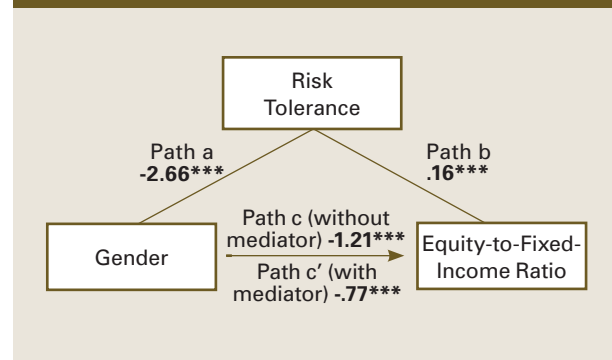 Risk
Tolerance
Path a
-2.66***
Path b
.16***
Gender
Path c (without
mediator) -1.21***
Path c’ (with
mediator) -.77***
Equity-to-Fixed-
Income Ratio